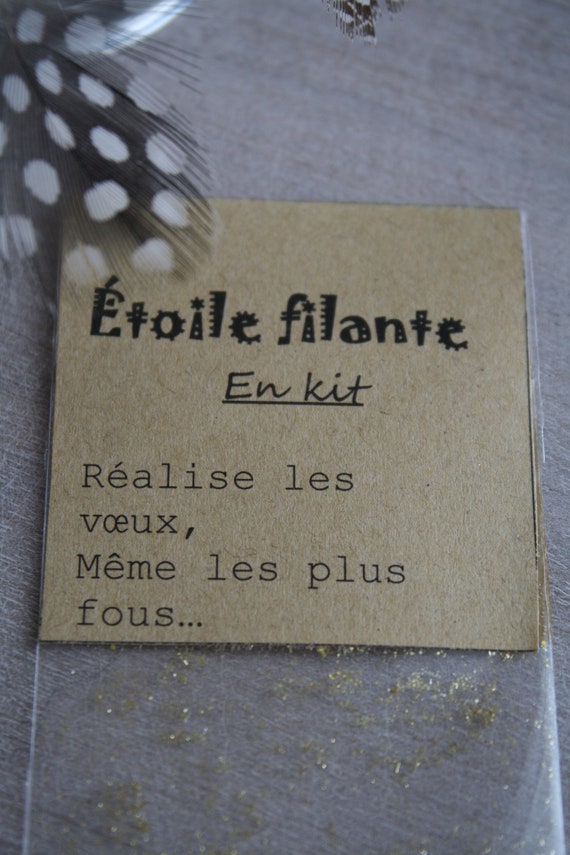 Étoile filante
En kit
Réalise les
vœux,
Même les plus
fous…